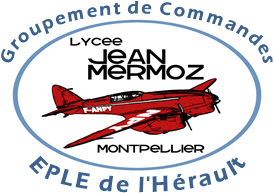 Groupement de Commandes
LYCEE
JEAN
MERMOZ
F-ANPY
MONTPELLIER
EPLE de l'Hérault